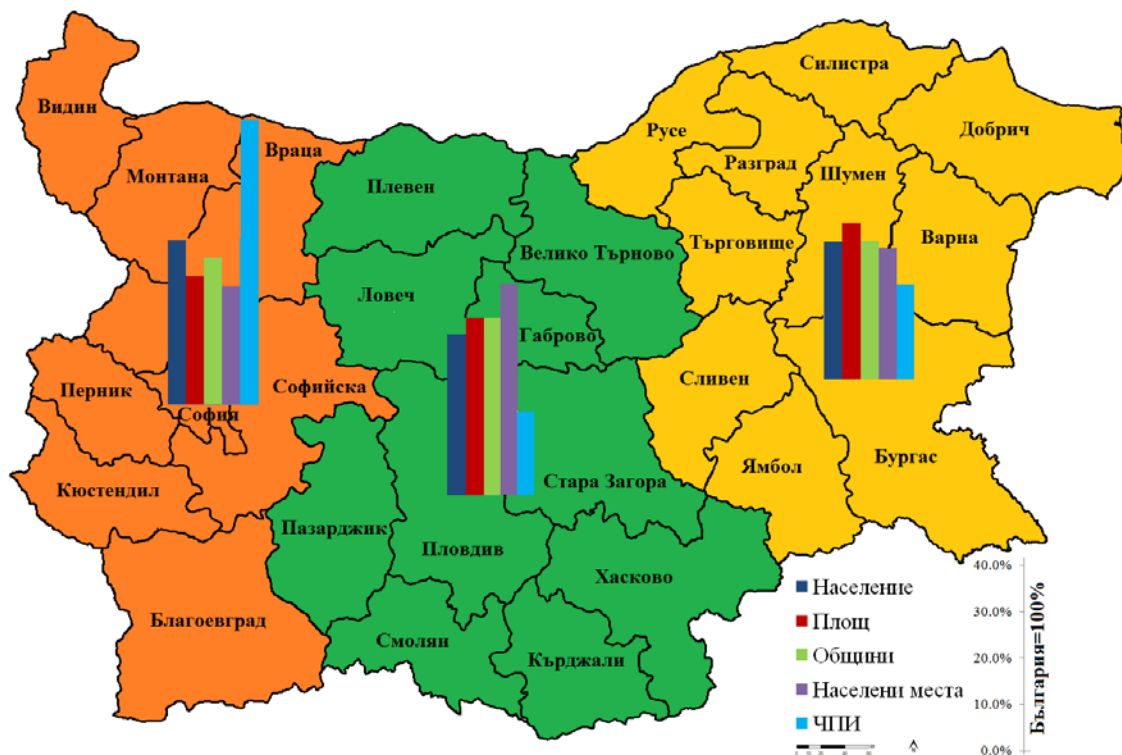 Видин
Монтана
Враца
Плевен
Ловеч
Велико Търново
Габрово
Русе
Силистра
Разград
Добрич
Шумен
Търговище
Варна
Перник
София
Софийска
Кюстендил
Благоевград
Пазарджик
Пловдив
Стара Загора
Смолян
Кърджали
Хасково
Сливен
Ямбол
Бургас
Население
Площ
Общини
Населени места
ЧПИ
40.0%
30.0%
20.0%
10.0%
0.0%
България=100%